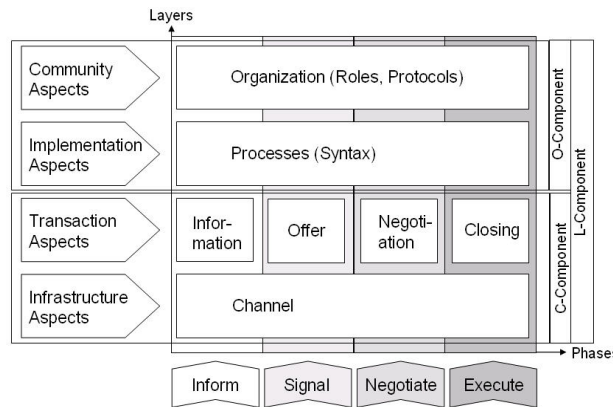 Layers
Community
Aspects
Organization (Roles, Protocols)
Implementation
Aspects
Processes (Syntax)
O-Component
Transaction
Aspects
Infor-
mation
Offer
Negoti-
ation
Closing
Infrastructure
Aspects
Channel
C-Component
L-Component
Phases
Inform
Signal
Negotiate
Execute